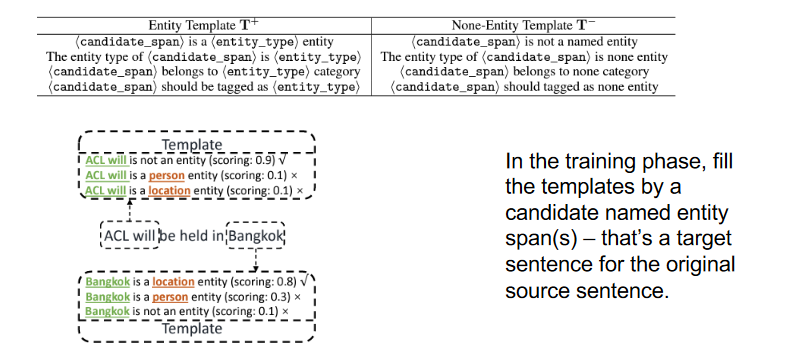 Entity Template T⁺ None-Entity Template T⁻
⟨candidate_span⟩ is a ⟨entity_type⟩ entity ⟨candidate_span⟩ is not a named entity
The entity type of ⟨candidate_span⟩ is ⟨entity_type⟩ The entity type of ⟨candidate_span⟩ is none entity
⟨candidate_span⟩ belongs to ⟨entity_type⟩ category ⟨candidate_span⟩ belongs to none category
⟨candidate_span⟩ should be tagged as ⟨entity_type⟩ ⟨candidate_span⟩ should tagged as none entity
Template
ACL will is not an entity (scoring: 0.9) √
ACL will is a person entity (scoring: 0.1) ×
ACL will is a location entity (scoring: 0.1) ×
ACL will be held in Bangkok
Bangkok is a location entity (scoring: 0.8) √
Bangkok is a person entity (scoring: 0.3) ×
Bangkok is not an entity (scoring: 0.1) ×
Template
In the training phase, fill
the templates by a
candidate named entity
span(s) – that’s a target
sentence for the original
source sentence.